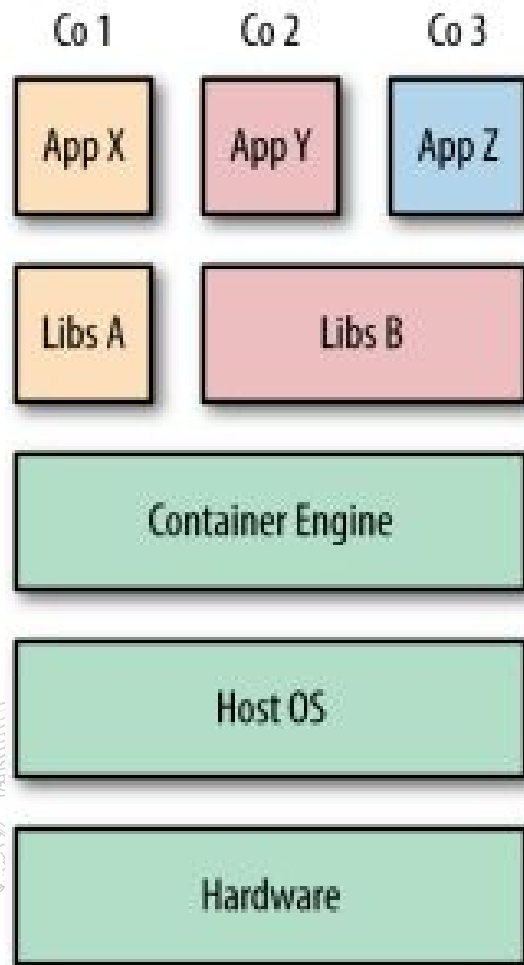 Co 1 Co 2 Co 3
App X App Y App Z
Libs A Libs B
Container Engine
Host OS
Hardware